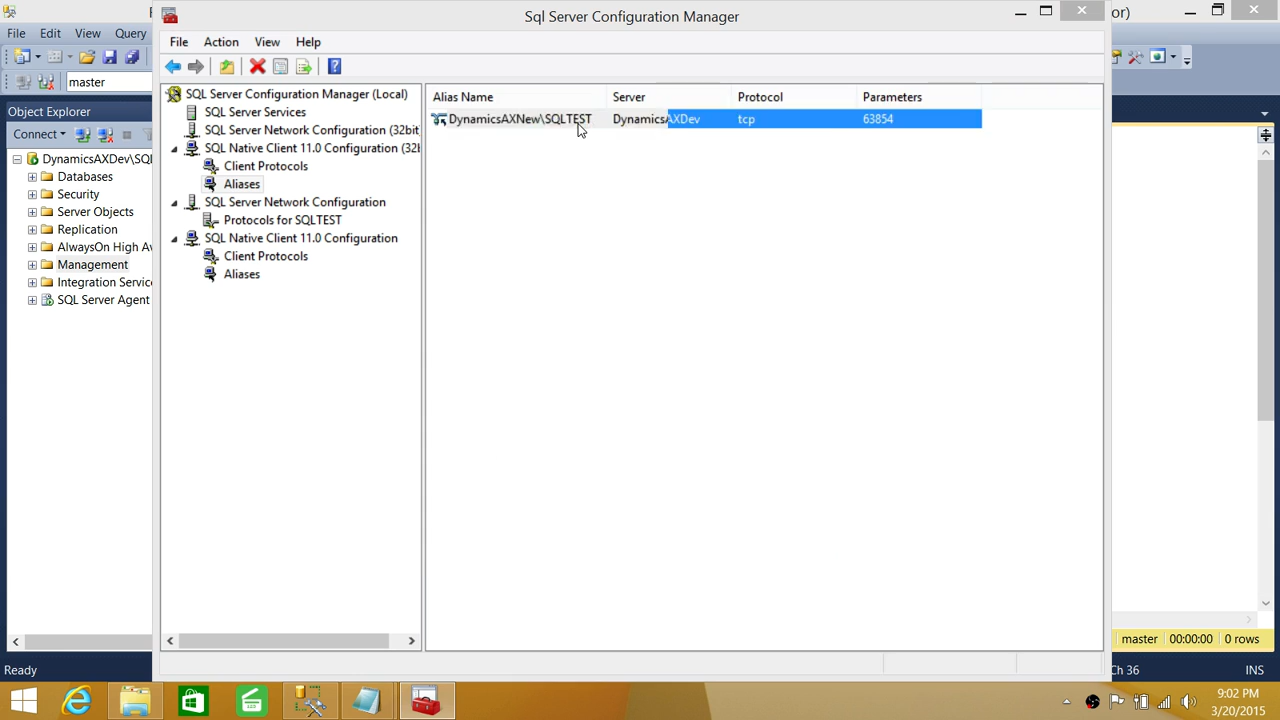 Sql Server Configuration Manager
or)
File Edit View Query
File Action View Help
master
Object Explorer
Connect
DynamicsAXDev\SQL
Databases
Security
Server Objects
Replication
AlwaysOn High Av
Management
Integration Service
SQL Server Agent
SQL Server Configuration Manager (Local)
SQL Server Services
SQL Server Network Configuration (32bit
SQL Native Client 11.0 Configuration (32b
Client Protocols
Aliases
SQL Server Network Configuration
Protocols for SQLTEST
SQL Native Client 11.0 Configuration
Client Protocols
Aliases
Alias Name Server Protocol Parameters
DynamicsAXNew\SQLTEST DynamicsAXDev tcp 63854
master 00:00:00 0 rows
Ready Ch 36 INS
9:02 PM
3/20/2015